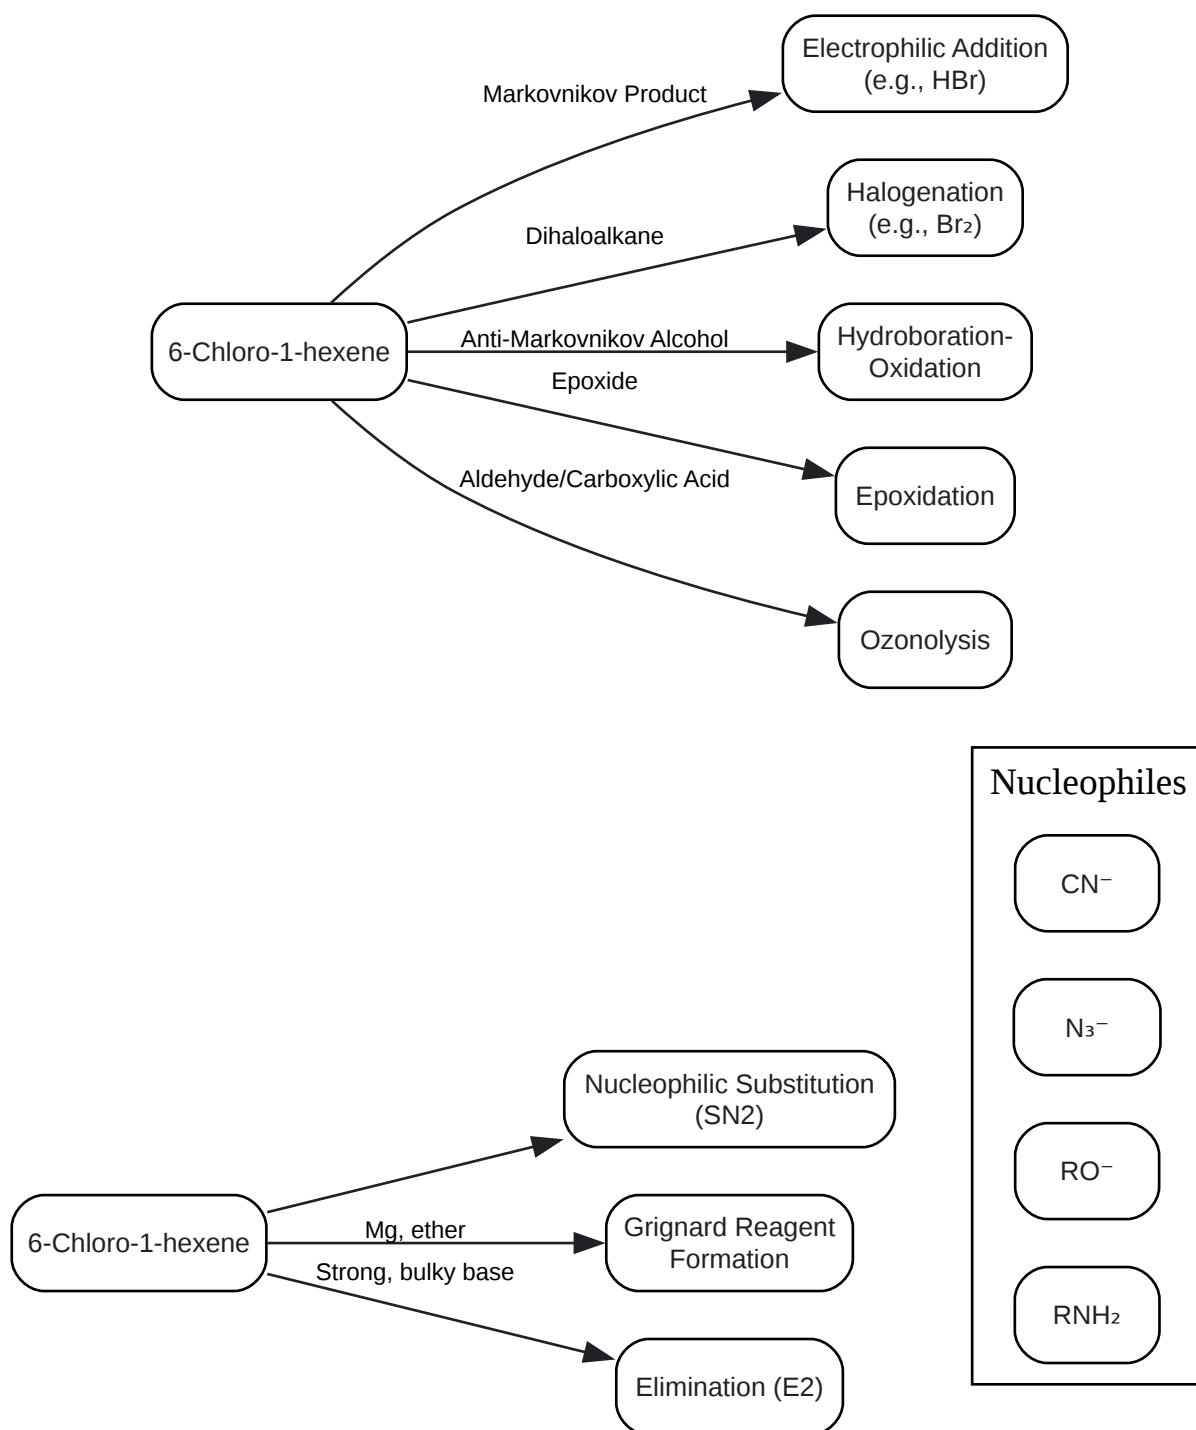 Electrophilic Addition
(e.g., HBr)
Markovnikov Product
Halogenation
(e.g., Br₂)
Dihaloalkane
6-Chloro-1-hexene
Anti-Markovnikov Alcohol
Hydroboration-
Oxidation
Epoxide
Aldehyde/Carboxylic Acid
Epoxidation
Ozonolysis
Nucleophiles
CN⁻
N₃⁻
RO⁻
RNH₂
Nucleophilic Substitution
(SN2)
6-Chloro-1-hexene
Mg, ether
Grignard Reagent
Formation
Strong, bulky base
Elimination (E2)